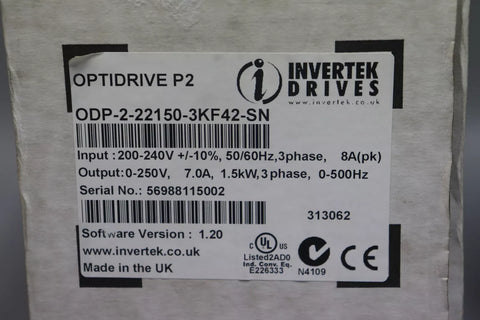 OPTIDRIVE P2
INVERTEK
DRIVES
www.invertek.co.uk
ODP-2-22150-3KF42-SN
Input : 200-240V +/-10%, 50/60Hz,3phase, 8A(pk)
Output:0-250V, 7.0A, 1.5kW,3 phase, 0-500Hz
Serial No.: 56988115002
313062
Software Version : 1.20
www.invertek.co.uk
Made in the UK
c UL us
Listed2AD0
Ind. Conv. Eq.
E226333
N4109
CE